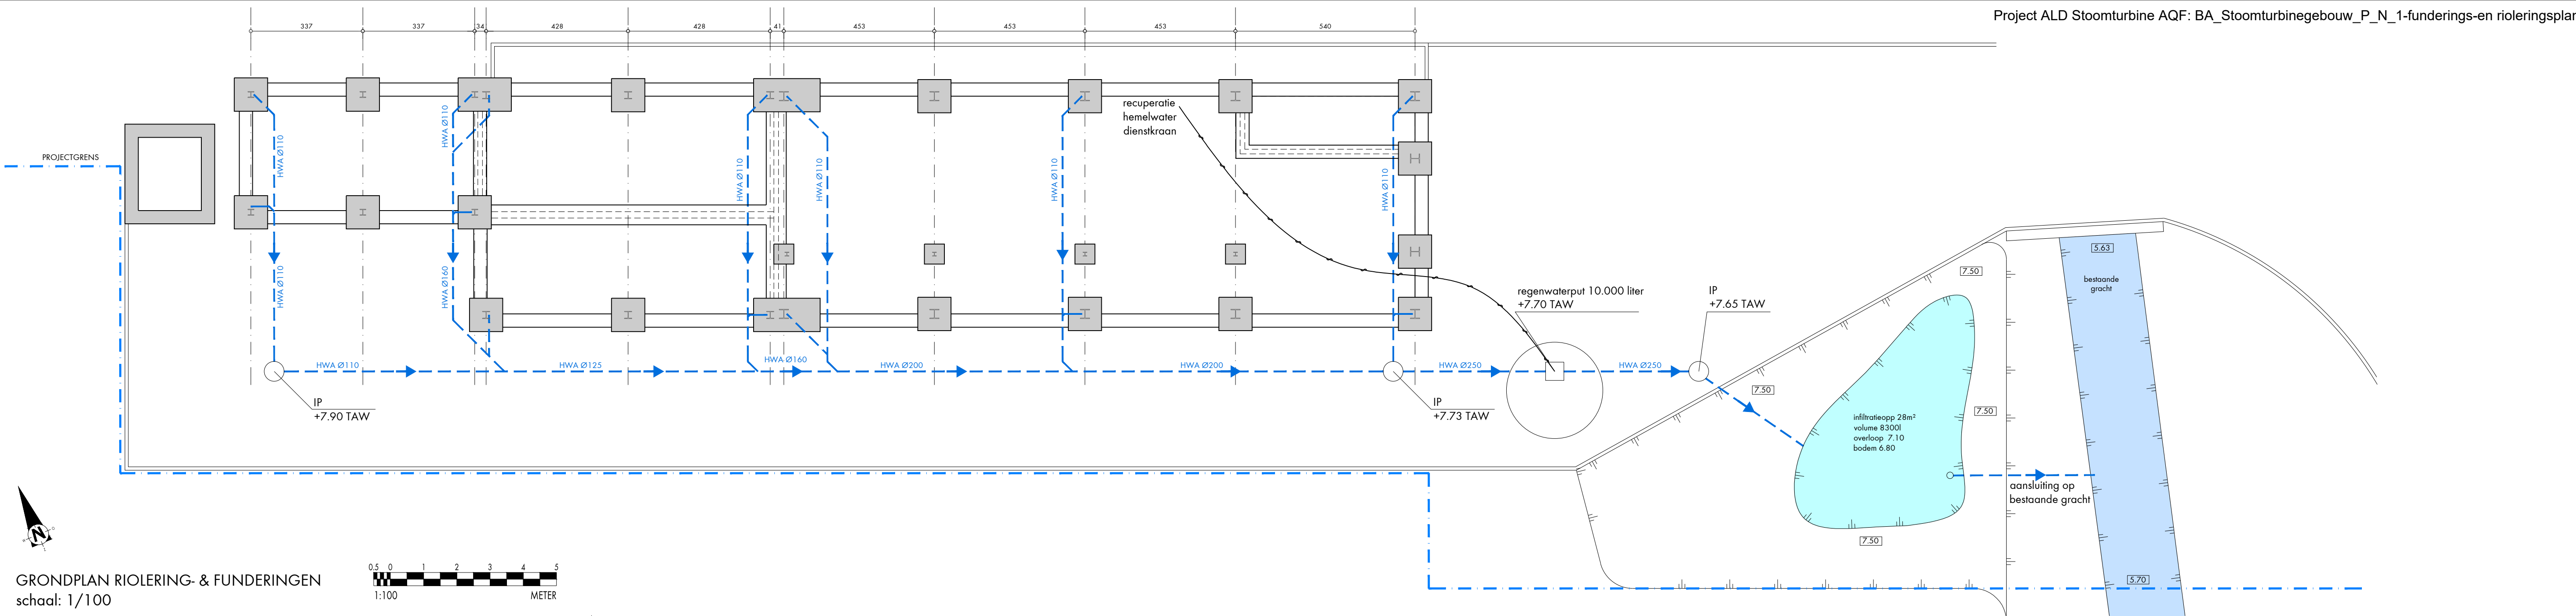 Project ALD Stoomturbine AQF: BA_Stoomturbinegebouw_P_N_1-funderings-en rioleringsplan
337 337 34 428 428 41 453 453 453 540
recuperatie
hemelwater
dienstkraan
PROJECTGRENS
HWA Ø110
HWA Ø110
HWA Ø110
HWA Ø110
HWA Ø110
HWA Ø110
HWA Ø110
HWA Ø160
5.63
7.50
bestaande
gracht
regenwaterput 10.000 liter
+7.70 TAW
IP
+7.65 TAW
HWA Ø110
HWA Ø125
HWA Ø160
HWA Ø200
HWA Ø200
HWA Ø250
HWA Ø250
7.50
7.50
IP
+7.90 TAW
IP
+7.73 TAW
infiltratieopp 28m²
volume 8300l
overloop 7.10
bodem 6.80
aansluiting op
bestaande gracht
7.50
5.70
N
GRONDPLAN RIOLERING- & FUNDERINGEN
schaal: 1/100
0.5 0 1 2 3 4 5
1:100 METER